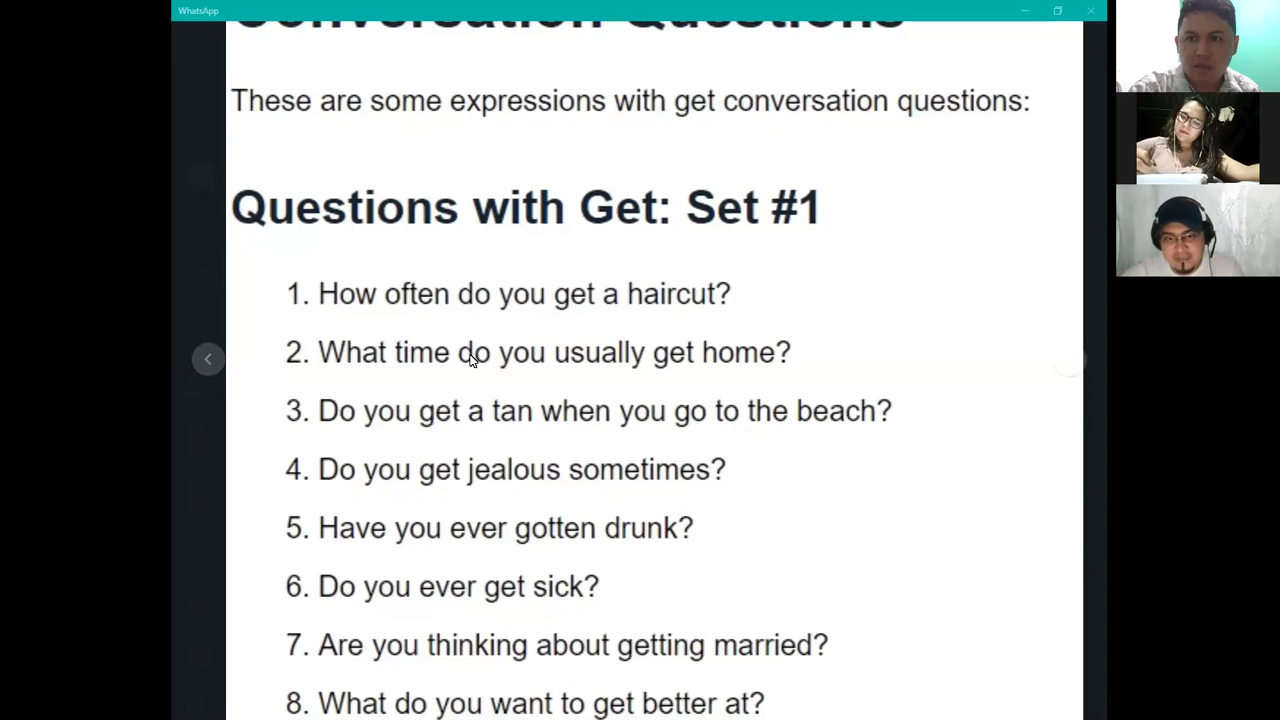 WhatsApp
Conversation Questions
These are some expressions with get conversation questions:
Questions with Get: Set #1
1. How often do you get a haircut?
2. What time do you usually get home?
3. Do you get a tan when you go to the beach?
4. Do you get jealous sometimes?
5. Have you ever gotten drunk?
6. Do you ever get sick?
7. Are you thinking about getting married?
8. What do you want to get better at?